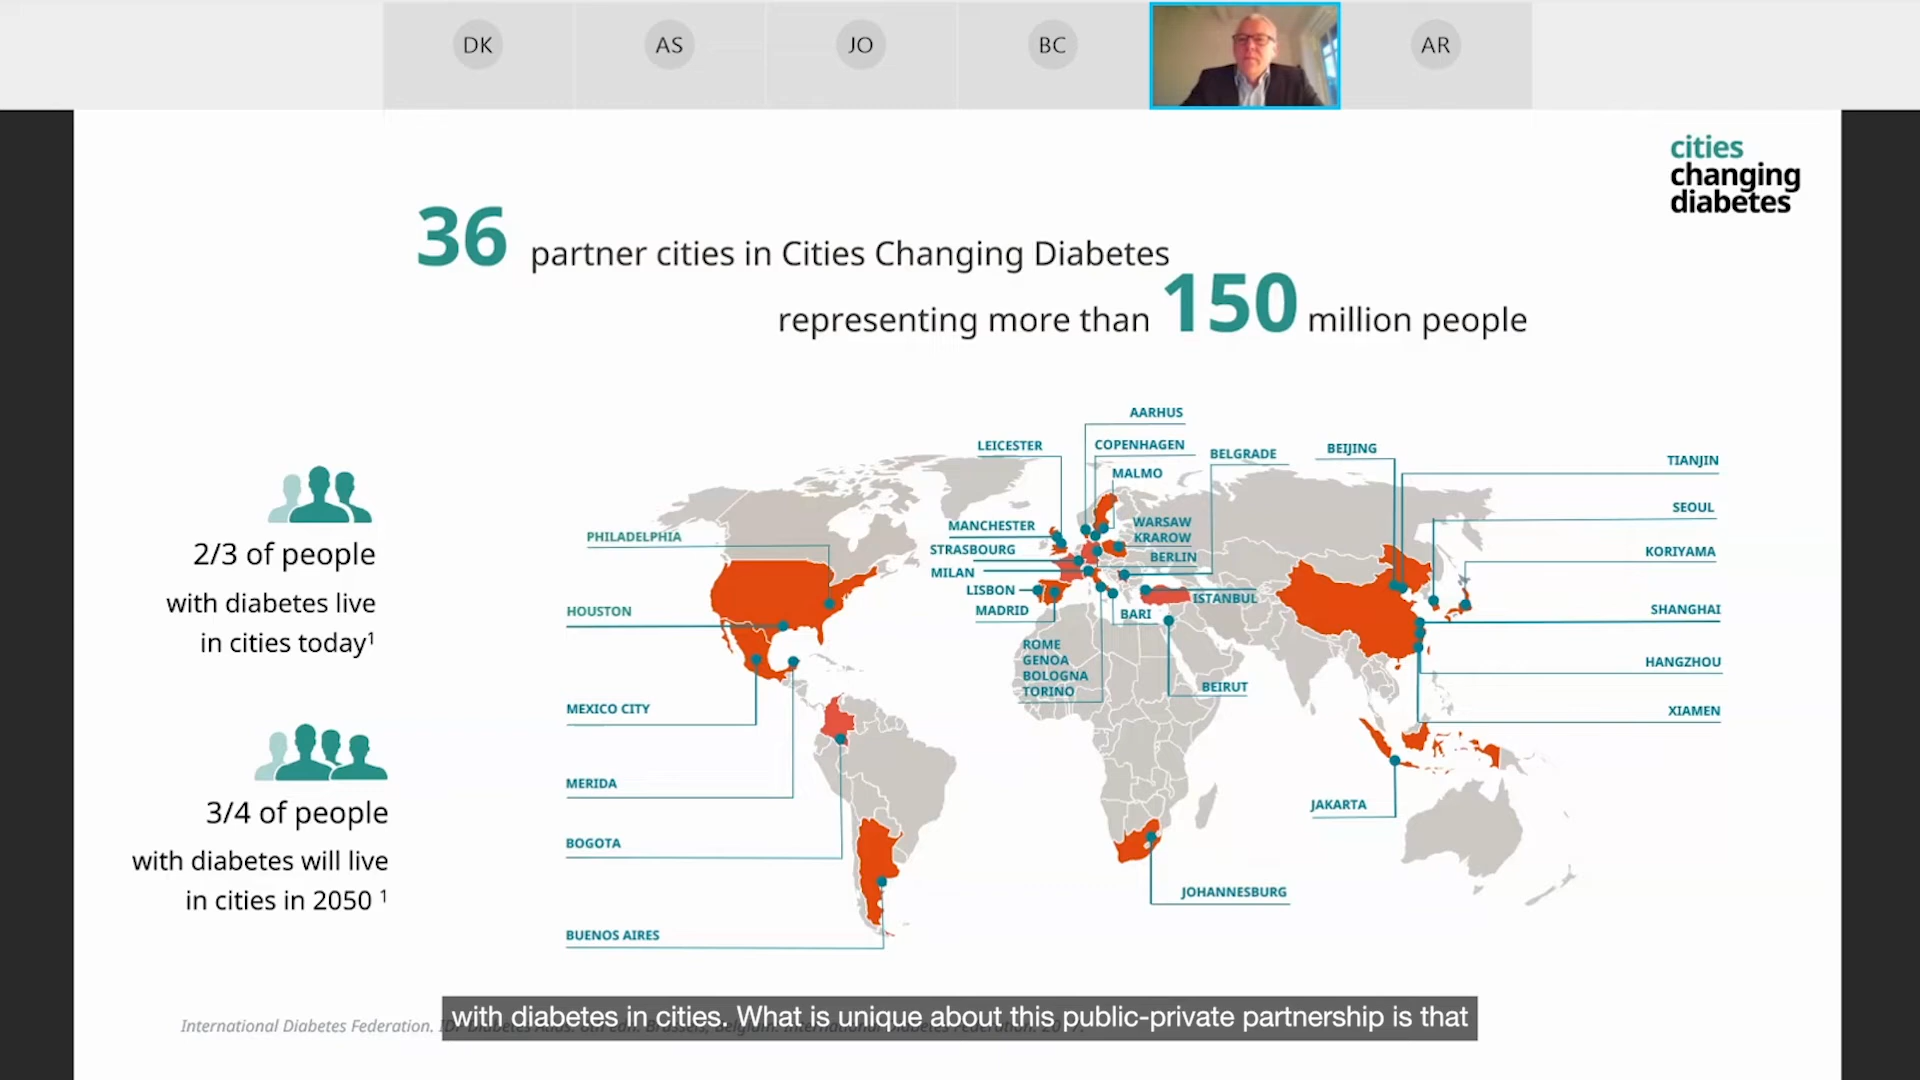 DK
AS
JO
BC
AR
cities
changing
diabetes
36 partner cities in Cities Changing Diabetes
representing more than 150 million people
2/3 of people
with diabetes live
in cities today¹
3/4 of people
with diabetes will live
in cities in 2050 ¹
AARHUS
LEICESTER
COPENHAGEN
BELGRADE
BEIJING
TIANJIN
MALMO
SEOUL
MANCHESTER
WARSAW
KRAROW
PHILADELPHIA
STRASBOURG
BERLIN
KORIYAMA
MILAN
LISBON
ISTANBUL
MADRID
BARI
HOUSTON
SHANGHAI
ROME
GENOA
BOLOGNA
TORINO
BEIRUT
HANGZHOU
MEXICO CITY
XIAMEN
MERIDA
JAKARTA
BOGOTA
JOHANNESBURG
BUENOS AIRES
International Diabetes Federation.
with diabetes in cities. What is unique about this public-private partnership is that